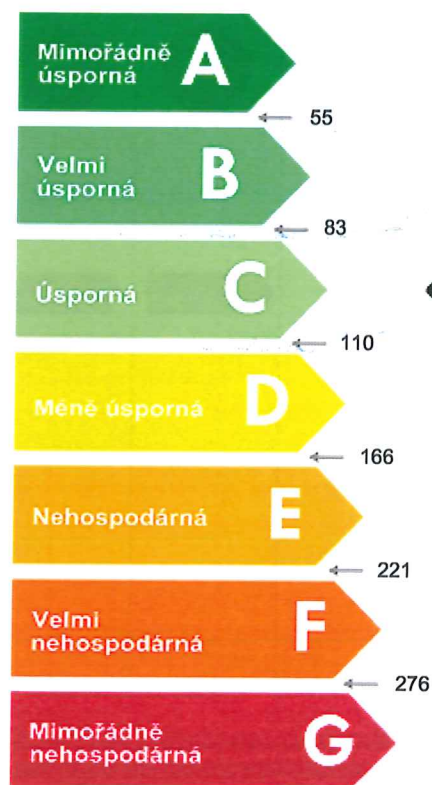 Mimořádně
úsporná
A
55
Velmi
úsporná
B
83
Úsporná
C
110
Méně úsporná
D
166
Nehospodárná
E
221
Velmi
nehospodárná
F
276
Mimořádně
nehospodárná
G